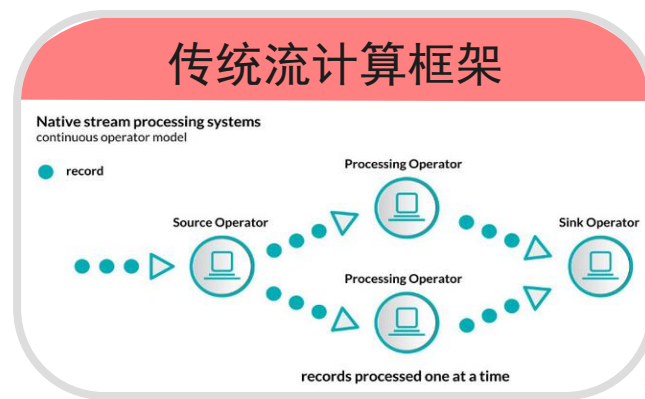 传统流计算框架
Native stream processing systems
continuous operator model
record
Processing Operator
Source Operator
Sink Operator
Processing Operator
records processed one at a time